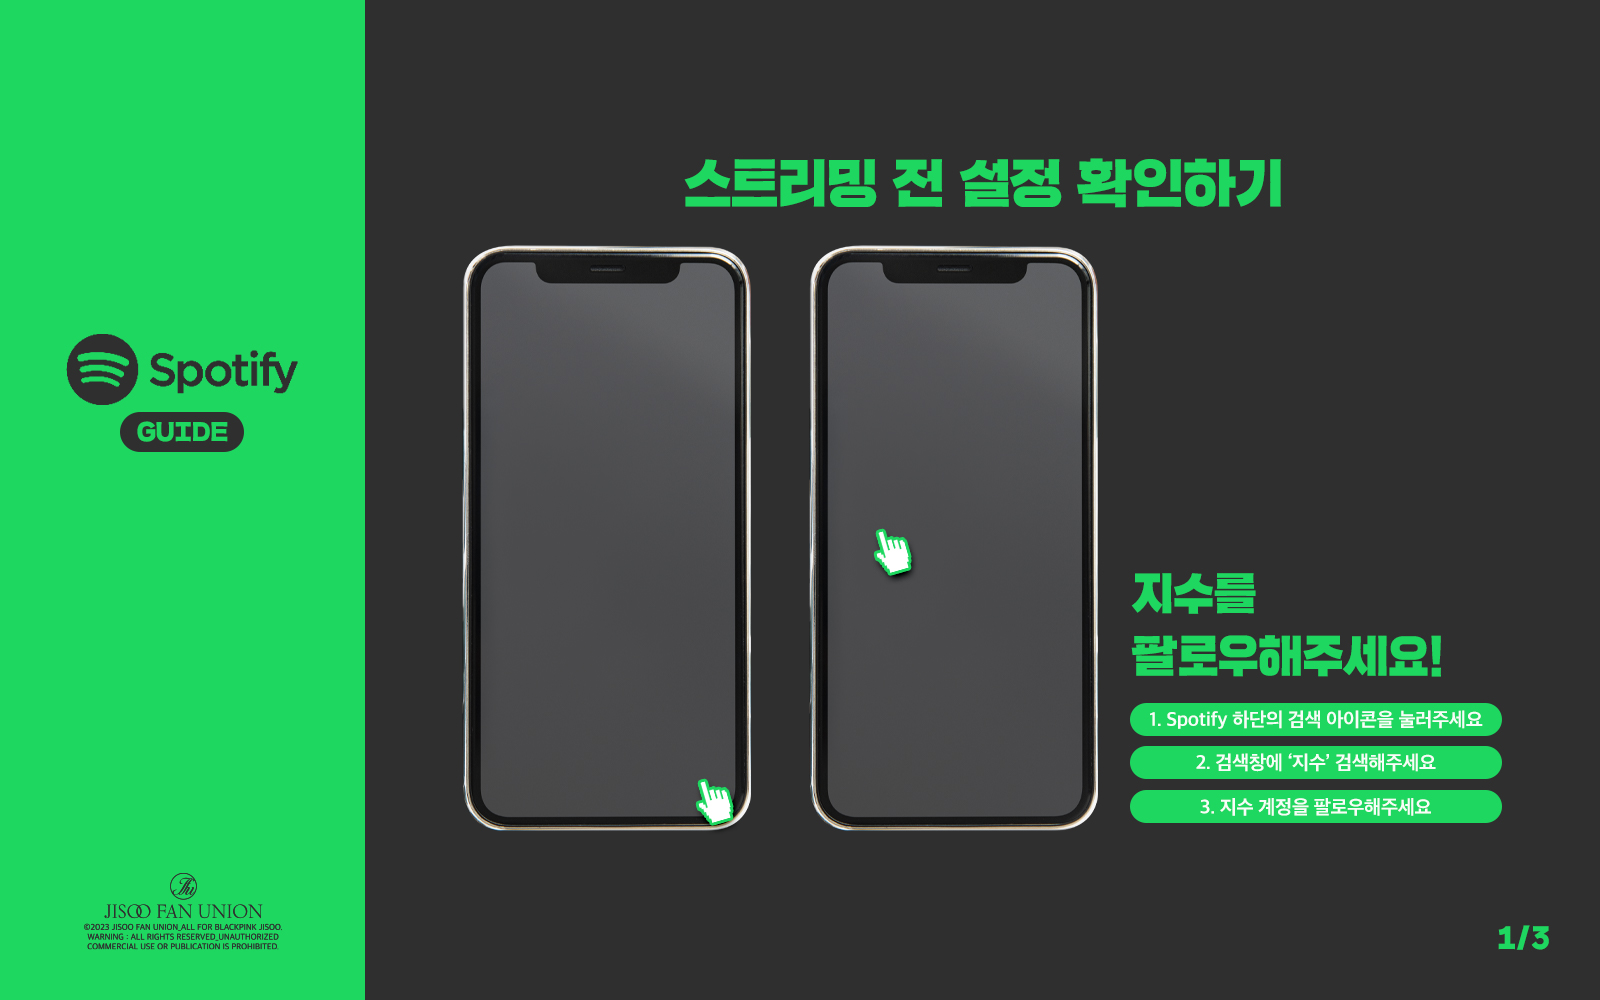 스트리밍 전 설정 확인하기
Spotify
GUIDE
지수를
팔로우해주세요!
1. Spotify 하단의 검색 아이콘을 눌러주세요
2. 검색창에 ‘지수’ 검색해주세요
3. 지수 계정을 팔로우해주세요
JISOO FAN UNION
©2023 JISOO FAN UNION_ALL FOR BLACKPINK JISOO.
WARNING : ALL RIGHTS RESERVED_UNAUTHORIZED
COMMERCIAL USE OR PUBLICATION IS PROHIBITED.
1/3